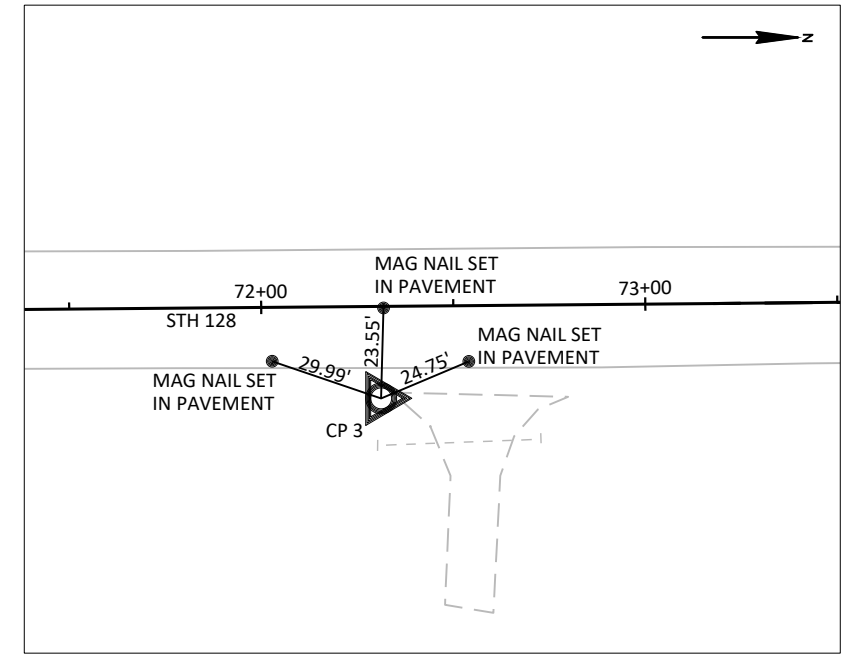 N
MAG NAIL SET
IN PAVEMENT
72+00
73+00
STH 128
23.55'
MAG NAIL SET
IN PAVEMENT
29.99'
24.75'
MAG NAIL SET
IN PAVEMENT
CP 3